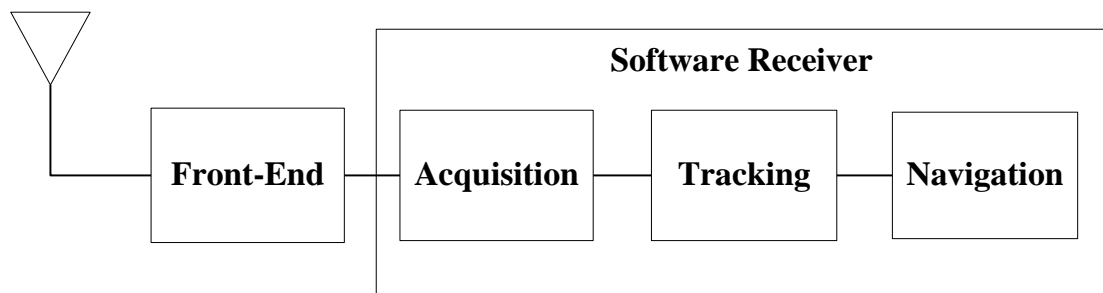 Software Receiver
Front-End
Acquisition
Tracking
Navigation